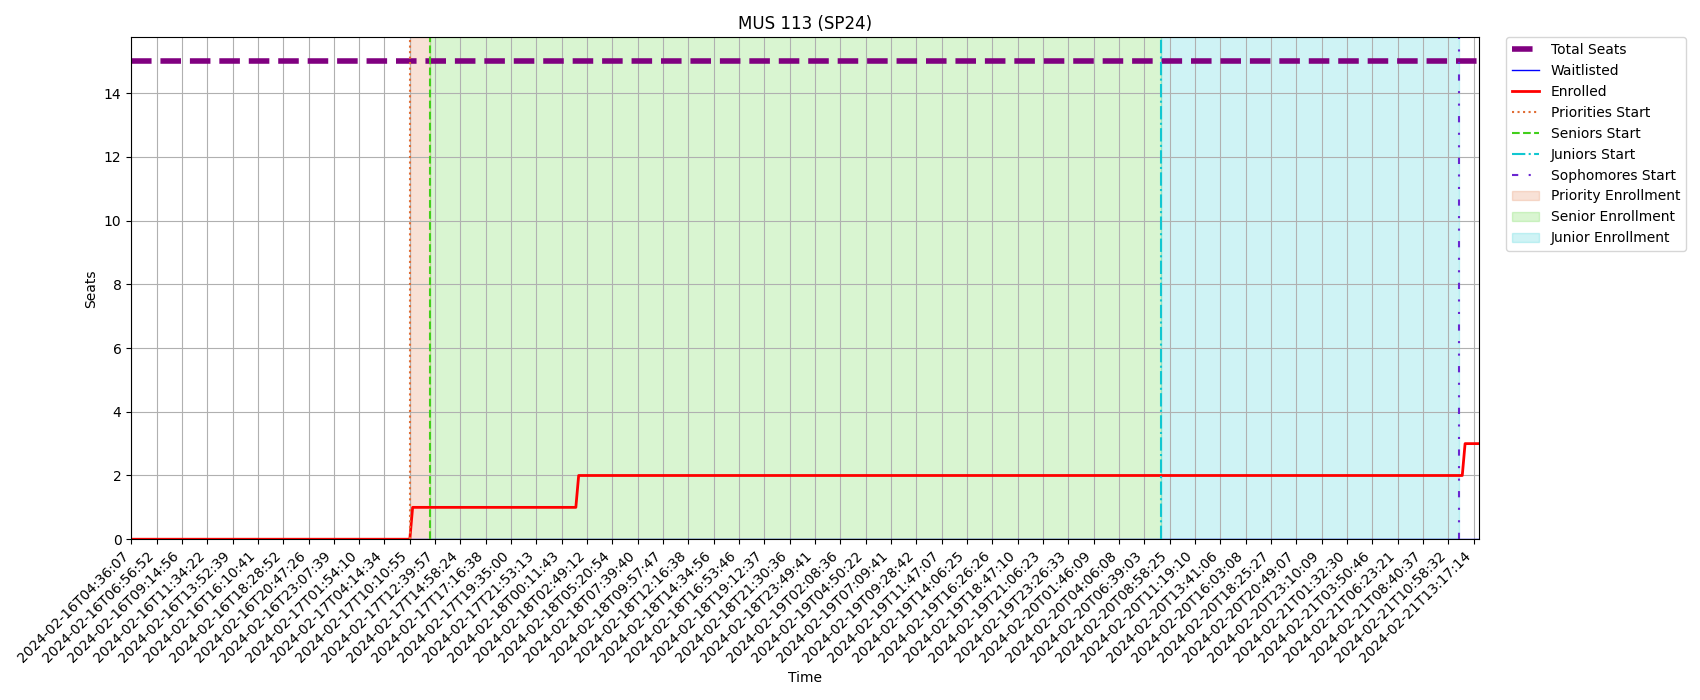 MUS 113 (SP24)
Total Seats
Waitlisted
Enrolled
Priorities Start
Seniors Start
Juniors Start
Sophomores Start
Priority Enrollment
Senior Enrollment
Junior Enrollment
Seats
14
12
10
8
6
4
2
0
2024-02-16T04:36:07
2024-02-16T06:56:52
2024-02-16T09:14:56
2024-02-16T11:34:22
2024-02-16T13:52:39
2024-02-16T16:10:41
2024-02-16T18:28:52
2024-02-16T20:47:26
2024-02-16T23:07:39
2024-02-17T01:54:10
2024-02-17T04:14:34
2024-02-17T10:10:55
2024-02-17T12:39:57
2024-02-17T14:58:24
2024-02-17T17:16:38
2024-02-17T19:35:00
2024-02-17T21:53:13
2024-02-18T00:11:43
2024-02-18T02:49:12
2024-02-18T05:20:54
2024-02-18T07:39:40
2024-02-18T09:57:47
2024-02-18T12:16:38
2024-02-18T14:34:56
2024-02-18T16:53:46
2024-02-18T19:12:37
2024-02-18T21:30:36
2024-02-18T23:49:41
2024-02-19T02:08:36
2024-02-19T04:50:22
2024-02-19T07:09:41
2024-02-19T09:28:42
2024-02-19T11:47:07
2024-02-19T14:06:25
2024-02-19T16:26:26
2024-02-19T18:47:10
2024-02-19T21:06:23
2024-02-19T23:26:33
2024-02-20T01:46:09
2024-02-20T04:06:08
2024-02-20T06:39:03
2024-02-20T08:58:25
2024-02-20T11:19:10
2024-02-20T13:41:06
2024-02-20T16:03:08
2024-02-20T18:25:27
2024-02-20T20:49:07
2024-02-20T23:10:09
2024-02-21T01:32:30
2024-02-21T03:50:46
2024-02-21T06:23:21
2024-02-21T08:40:37
2024-02-21T10:58:32
2024-02-21T13:17:14
Time